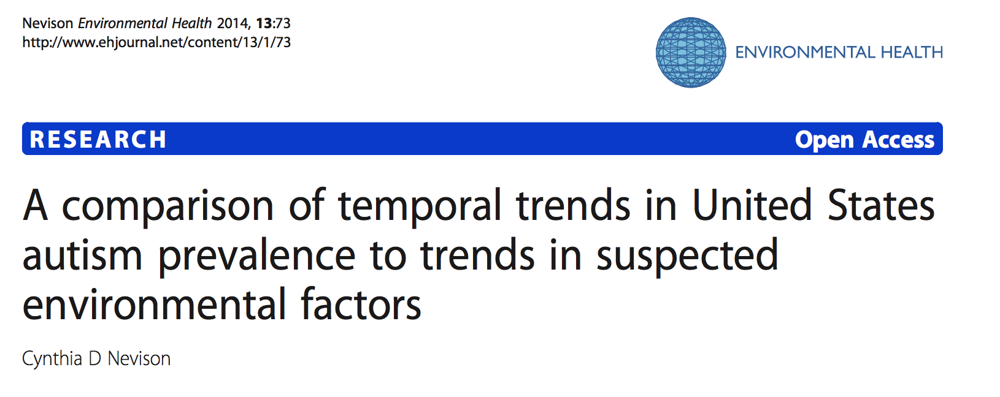 Nevison Environmental Health 2014, 13:73
http://www.ehjournal.net/content/13/1/73
ENVIRONMENTAL HEALTH
RESEARCH
Open Access
A comparison of temporal trends in United States
autism prevalence to trends in suspected
environmental factors
Cynthia D Nevison